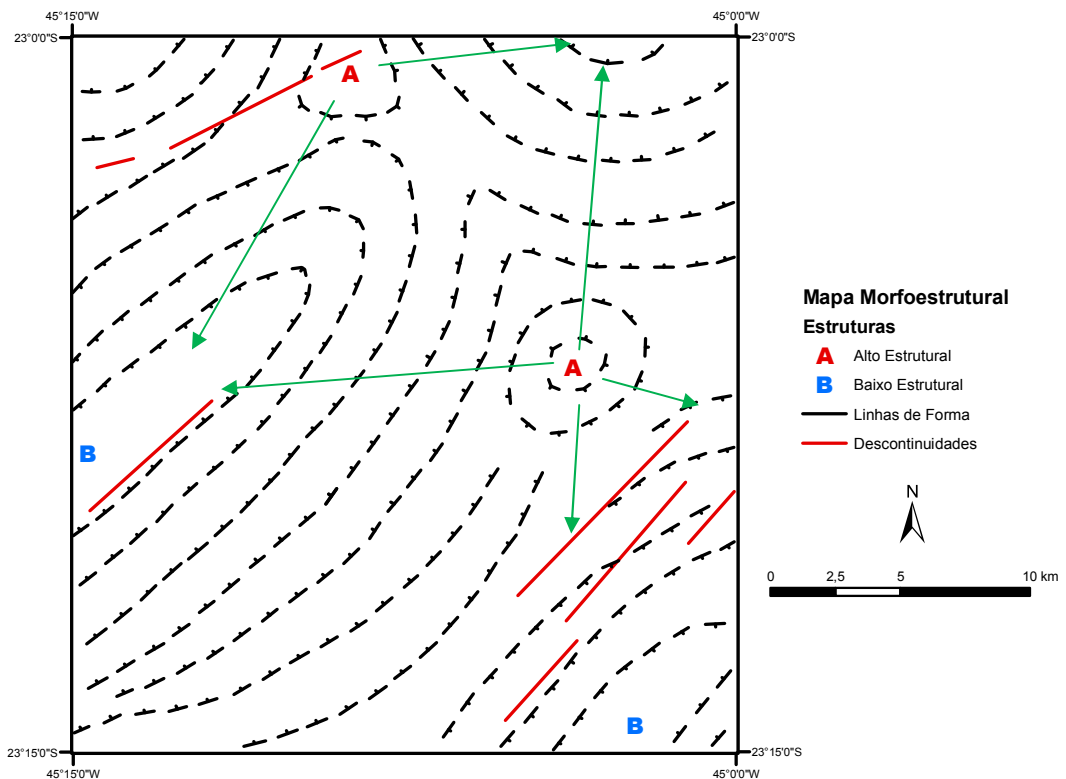 45°15'0"W
45°0'0"W
23°0'0"S
23°0'0"S
A
A
B
B
23°15'0"S
23°15'0"S
45°15'0"W
45°0'0"W
Mapa Morfoestrutural
Estruturas
A Alto Estrutural
B Baixo Estrutural
Linhas de Forma
Descontinuidades
N
0 2,5 5 10 km